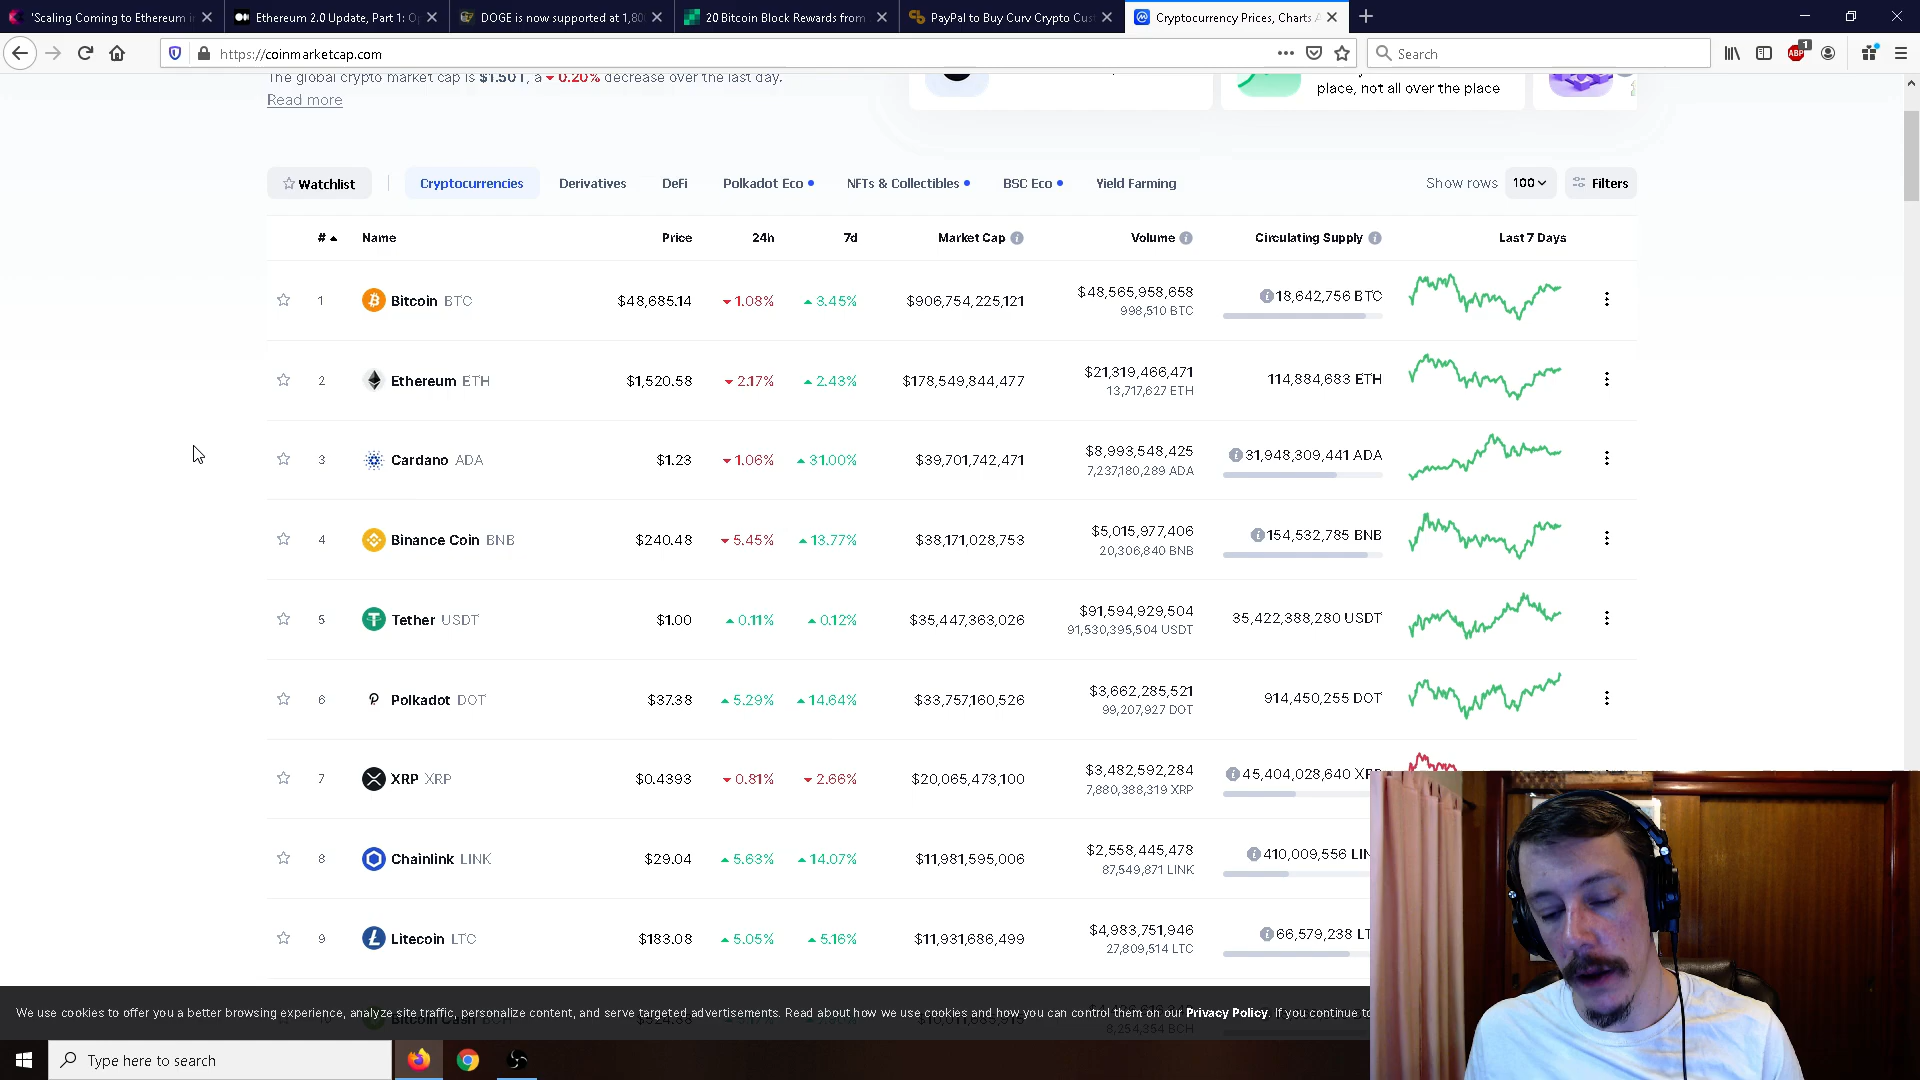 'Scaling Coming to Ethereum i
Ethereum 2.0 Update, Part 1: O
DOGE is now supported at 1,80
20 Bitcoin Block Rewards from
PayPal to Buy Curv Crypto Cus
Cryptocurrency Prices, Charts A
https://coinmarketcap.com
Search
ABP
1
The global crypto market cap is $1.50T, a 0.20% decrease over the last day.
Read more
place, not all over the place
Watchlist
Cryptocurrencies
Derivatives
DeFi
Polkadot Eco
NFTs & Collectibles
BSC Eco
Yield Farming
Show rows
100
Filters
# Name Price 24h 7d Market Cap Volume Circulating Supply Last 7 Days
1 Bitcoin BTC $48,685.14 1.08% 3.45% $906,754,225,121 $48,565,958,658 18,642,756 BTC
998,510 BTC
2 Ethereum ETH $1,520.58 2.17% 2.43% $178,549,844,477 $21,319,466,471 114,884,683 ETH
13,717,627 ETH
3 Cardano ADA $1.23 1.06% 31.00% $39,701,742,471 $8,993,548,425 31,948,309,441 ADA
7,237,180,289 ADA
4 Binance Coin BNB $240.48 5.45% 13.77% $38,171,028,753 $5,015,977,406 154,532,785 BNB
20,306,840 BNB
5 Tether USDT $1.00 0.11% 0.12% $35,447,363,026 $91,594,929,504 35,422,388,280 USDT
91,530,395,504 USDT
6 Polkadot DOT $37.38 5.29% 14.64% $33,757,160,526 $3,662,285,521 914,450,255 DOT
99,207,927 DOT
7 XRP XRP $0.4393 0.81% 2.66% $20,065,473,100 $3,482,592,284 45,404,028,640 XRP
7,880,388,319 XRP
8 Chainlink LINK $29.04 5.63% 14.07% $11,981,595,006 $2,558,445,478 410,009,556 LIN
87,549,871 LINK
9 Litecoin LTC $183.08 5.05% 5.16% $11,931,686,499 $4,983,751,946 66,579,238 LT
27,809,514 LTC
We use cookies to offer you a better browsing experience, analyze site traffic, personalize content, and serve targeted advertisements. Read about how we use cookies and how you can control them on our Privacy Policy. If you continue to
8,254,354 BCH
Type here to search